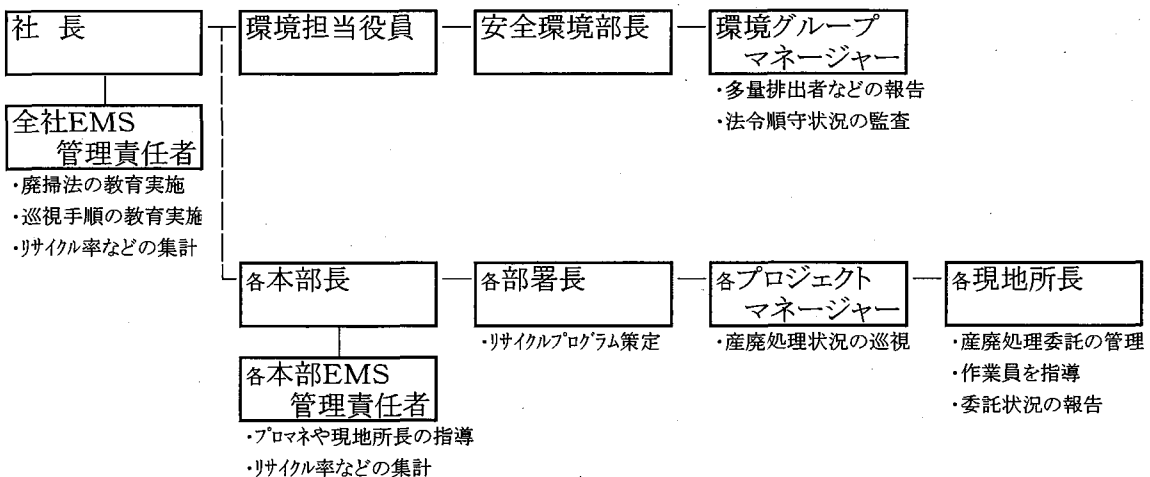 社 長
環境担当役員
安全環境部長
環境グループ
マネージャー
・多量排出者などの報告
・法令順守状況の監査
全社EMS
管理責任者
・廃掃法の教育実施
・巡視手順の教育実施
・リサイクル率などの集計
各本部長
各部署長
・リサイクルプログラム策定
各プロジェクト
マネージャー
・産廃処理状況の巡視
各現地所長
・産廃処理委託の管理
・作業員を指導
・委託状況の報告
各本部EMS
管理責任者
・プロマネや現地所長の指導
・リサイクル率などの集計